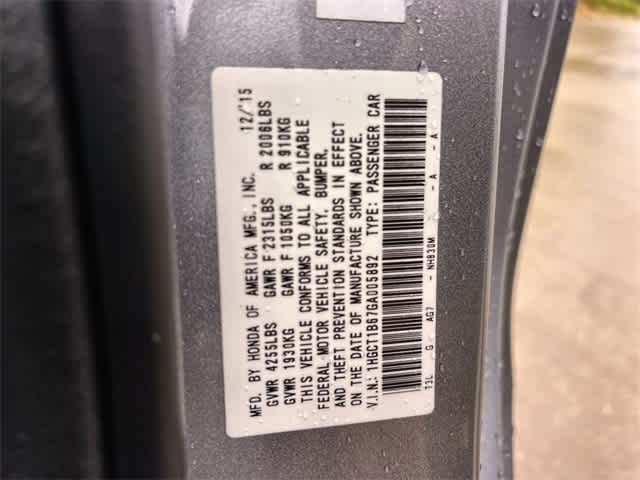 MFD. BY HONDA OF AMERICA MFG., INC. 12/'15
GVWR 4255LBS GAWR F 2315LBS R 2006LBS
GVWR 1930KG GAWR F 1050KG R 910KG
THIS VEHICLE CONFORMS TO ALL APPLICABLE
FEDERAL MOTOR VEHICLE SAFETY, BUMPER,
AND THEFT PREVENTION STANDARDS IN EFFECT
ON THE DATE OF MANUFACTURE SHOWN ABOVE.
V.I.N.: 1HGCT1B67GA005892 TYPE: PASSENGER CAR
T3L G AG7 - NH830M - A - A